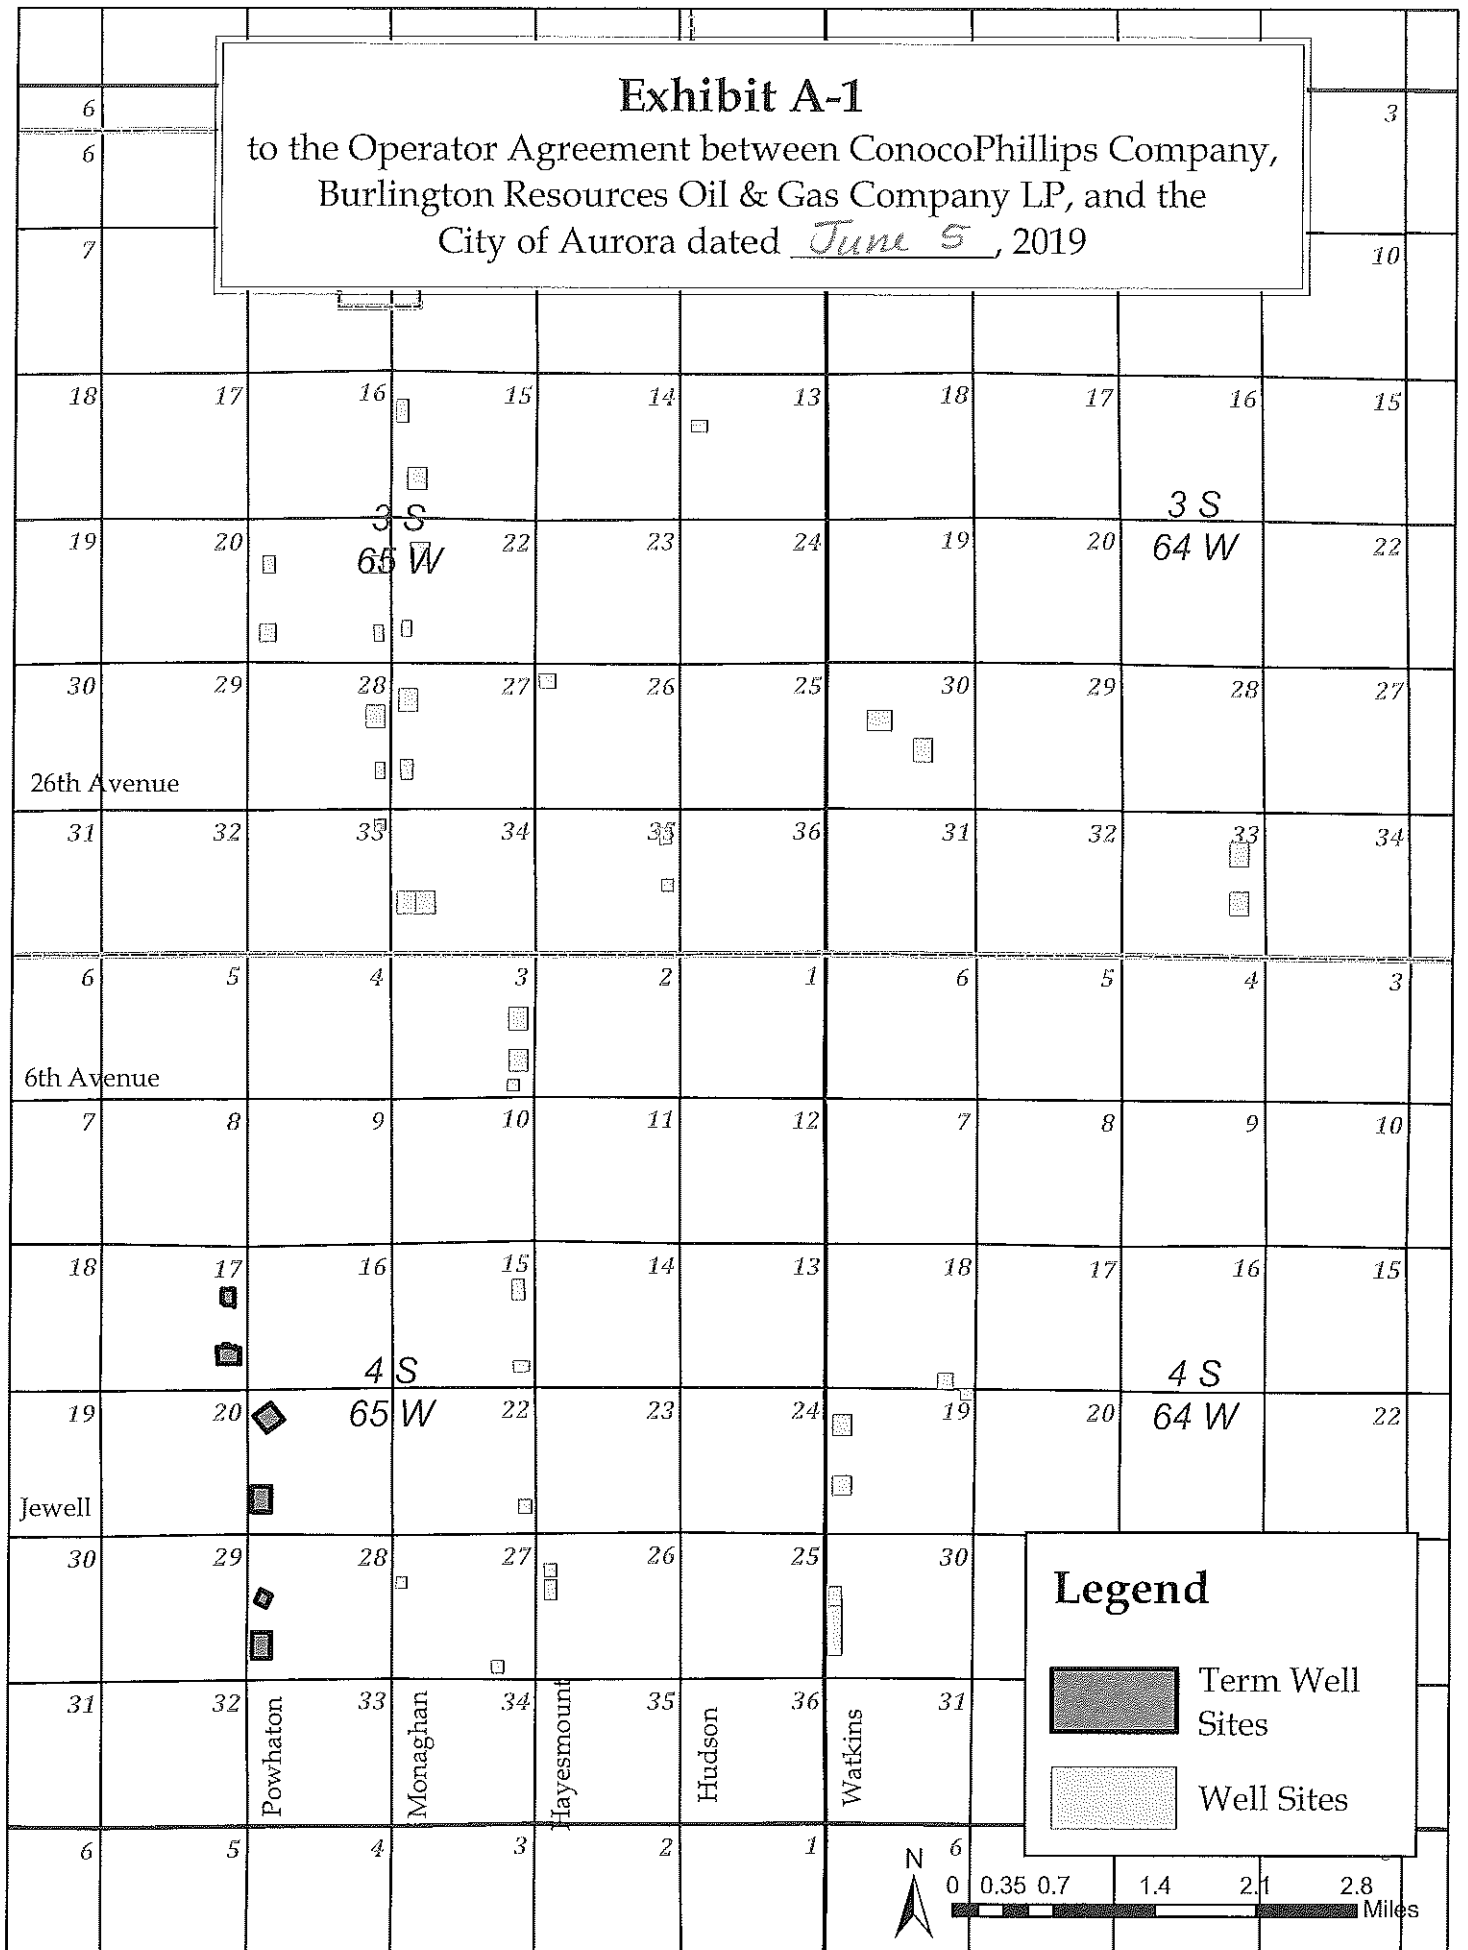 Exhibit A-1
to the Operator Agreement between ConocoPhillips Company,
Burlington Resources Oil & Gas Company LP, and the
City of Aurora dated June 5, 2019
6 3
6
7 10
18 17 16 15 14 13 18 17 16 15
3 S 3 S
19 20 22 23 24 19 20 22
65 W 64 W
30 29 28 27 26 25 30 29 28 27
26th Avenue
31 32 33 34 35 36 31 32 33 34
6 5 4 3 2 1 6 5 4 3
6th Avenue
7 8 9 10 11 12 7 8 9 10
18 17 16 15 14 13 18 17 16 15
4 S 4 S
19 20 65 W 22 23 24 19 20 64 W 22
Jewell
30 29 28 27 26 25 30
Legend
Term Well
Sites
Well Sites
31 32 33 34 35 36 31
Powhaton
Monaghan
Hayesmount
Hudson
Watkins
6 5 4 3 2 1 6
N
0 0.35 0.7 1.4 2.1 2.8
Miles